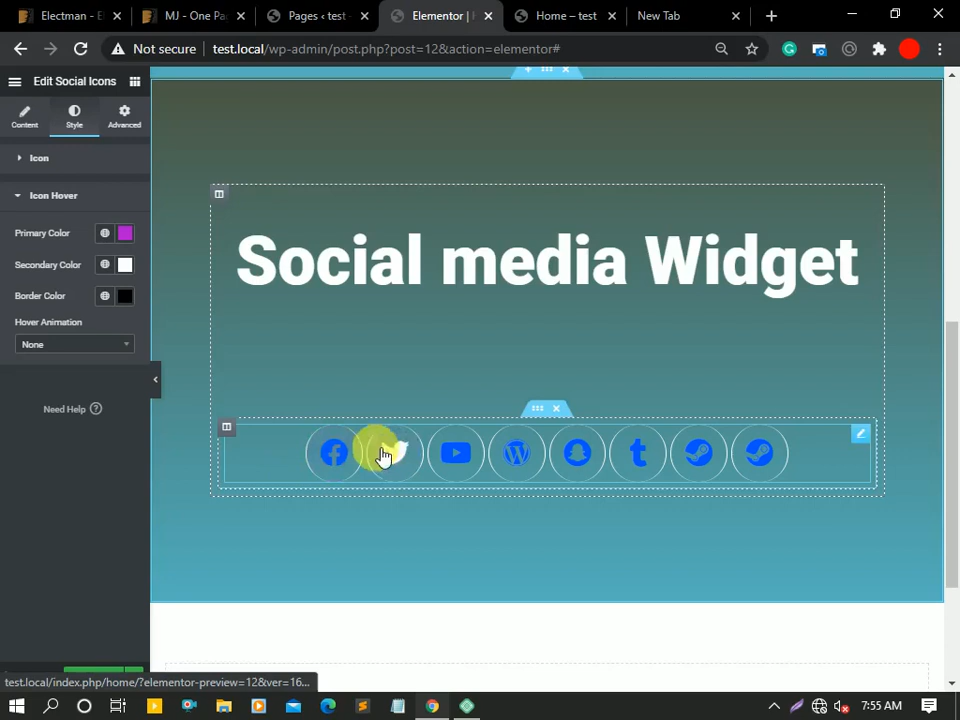 Electman - E
MJ - One Pa
Pages ‹ test -
Elementor |
Home – test
New Tab
Not secure
test.local/wp-admin/post.php?post=12&action=elementor#
Edit Social Icons
Content
Style
Advanced
Icon
Icon Hover
Primary Color
Secondary Color
Border Color
Hover Animation
None
Need Help
Social media Widget
test.local/index.php/home/?elementor-preview=12&ver=16...
7:55 AM